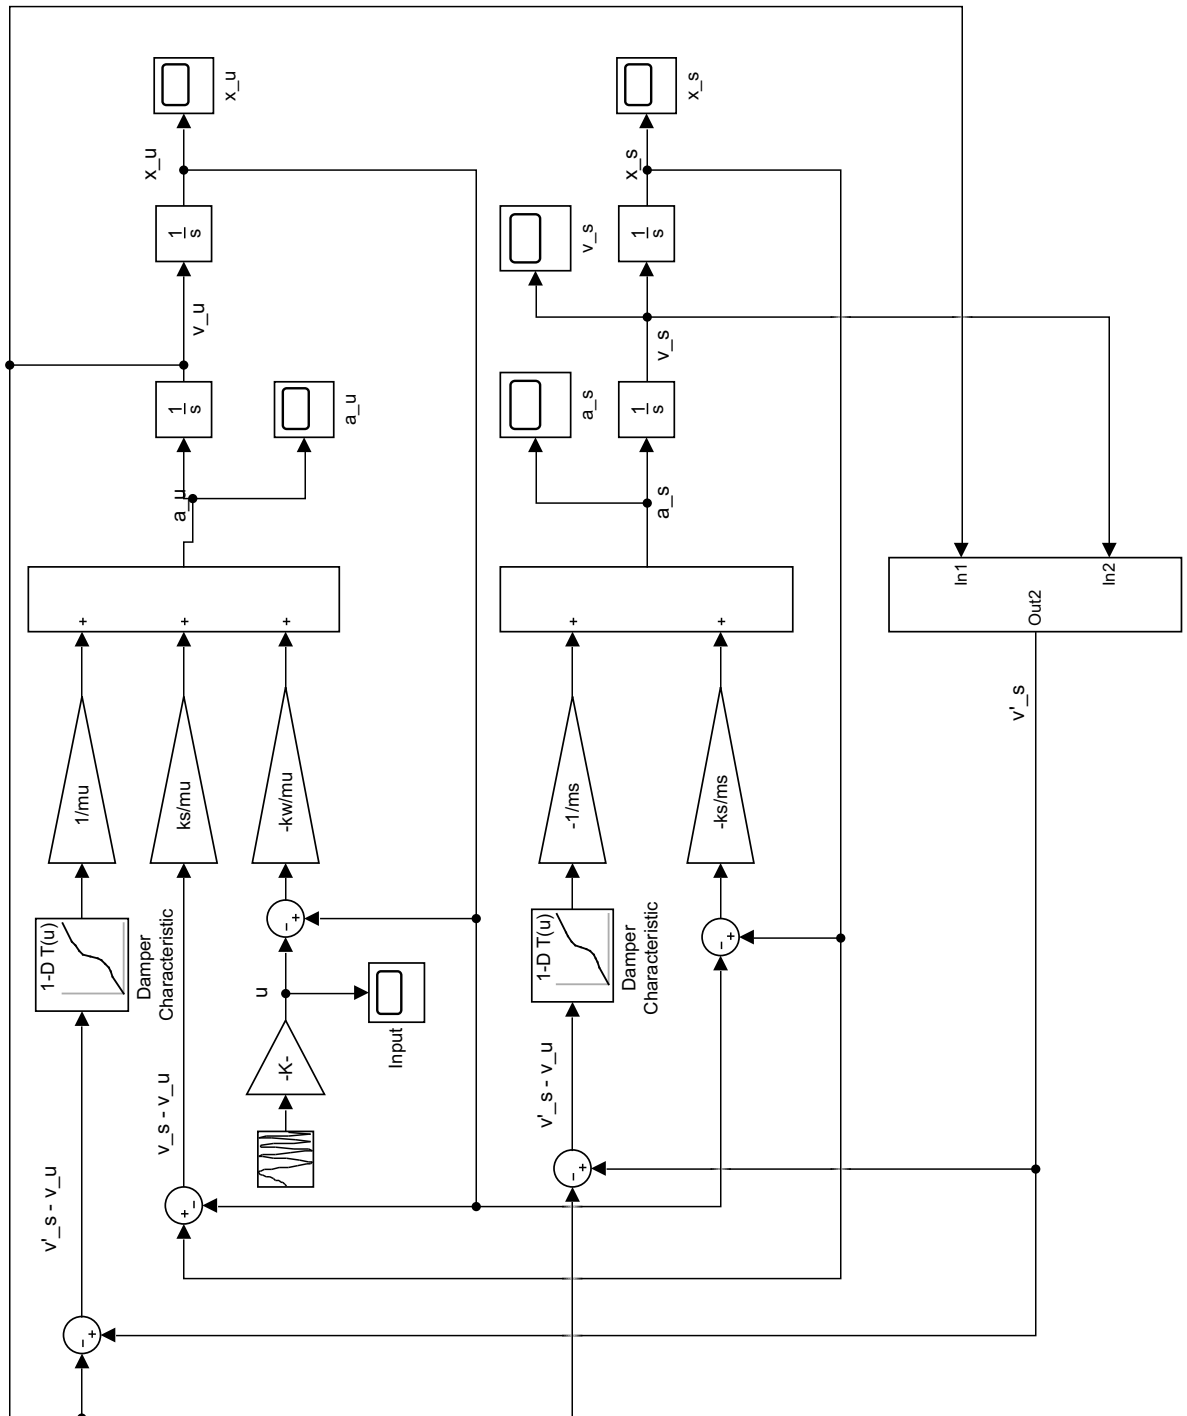 x_u
x_s
x_u
x_s
1
s
v_s
1
s
v_u
v_s
1
s
a_u
a_s
1
s
a_u
a_s
In1
In2
Out2
+
+
+
+
+
v'_s
1/mu
ks/mu
-kw/mu
-1/ms
-ks/ms
1-D T(u)
Damper
Characteristic
-
+
1-D T(u)
Damper
Characteristic
-
+
u
Input
-K-
v_s - v_u
v'_s - v_u
-
+
v'_s - v_u
+
-
-
+